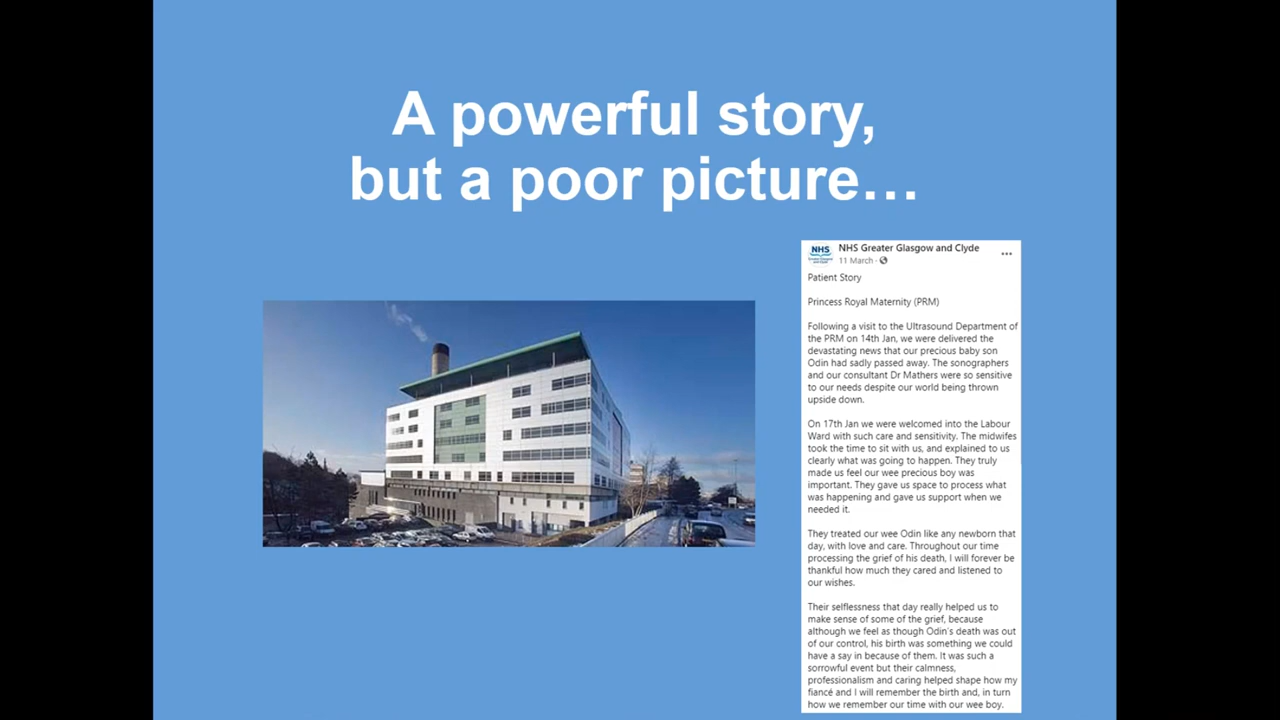 A powerful story,
but a poor picture…
NHS
Greater Glasgow
and Clyde
NHS Greater Glasgow and Clyde
11 March ·
Patient Story
Princess Royal Maternity (PRM)
Following a visit to the Ultrasound Department of
the PRM on 14th Jan, we were delivered the
devastating news that our precious baby son
Odin had sadly passed away. The sonographers
and our consultant Dr Mathers were so sensitive
to our needs despite our world being thrown
upside down.
On 17th Jan we were welcomed into the Labour
Ward with such care and sensitivity. The midwifes
took the time to sit with us, and explained to us
clearly what was going to happen. They truly
made us feel our wee precious boy was
important. They gave us space to process what
was happening and gave us support when we
needed it.
They treated our wee Odin like any newborn that
day, with love and care. Throughout our time
processing the grief of his death, I will forever be
thankful how much they cared and listened to
our wishes.
Their selflessness that day really helped us to
make sense of some of the grief, because
although we feel as though Odin's death was out
of our control, his birth was something we could
have a say in because of them. It was such a
sorrowful event but their calmness,
professionalism and caring helped shape how my
fiancé and I will remember the birth and, in turn
how we remember our time with our wee boy.